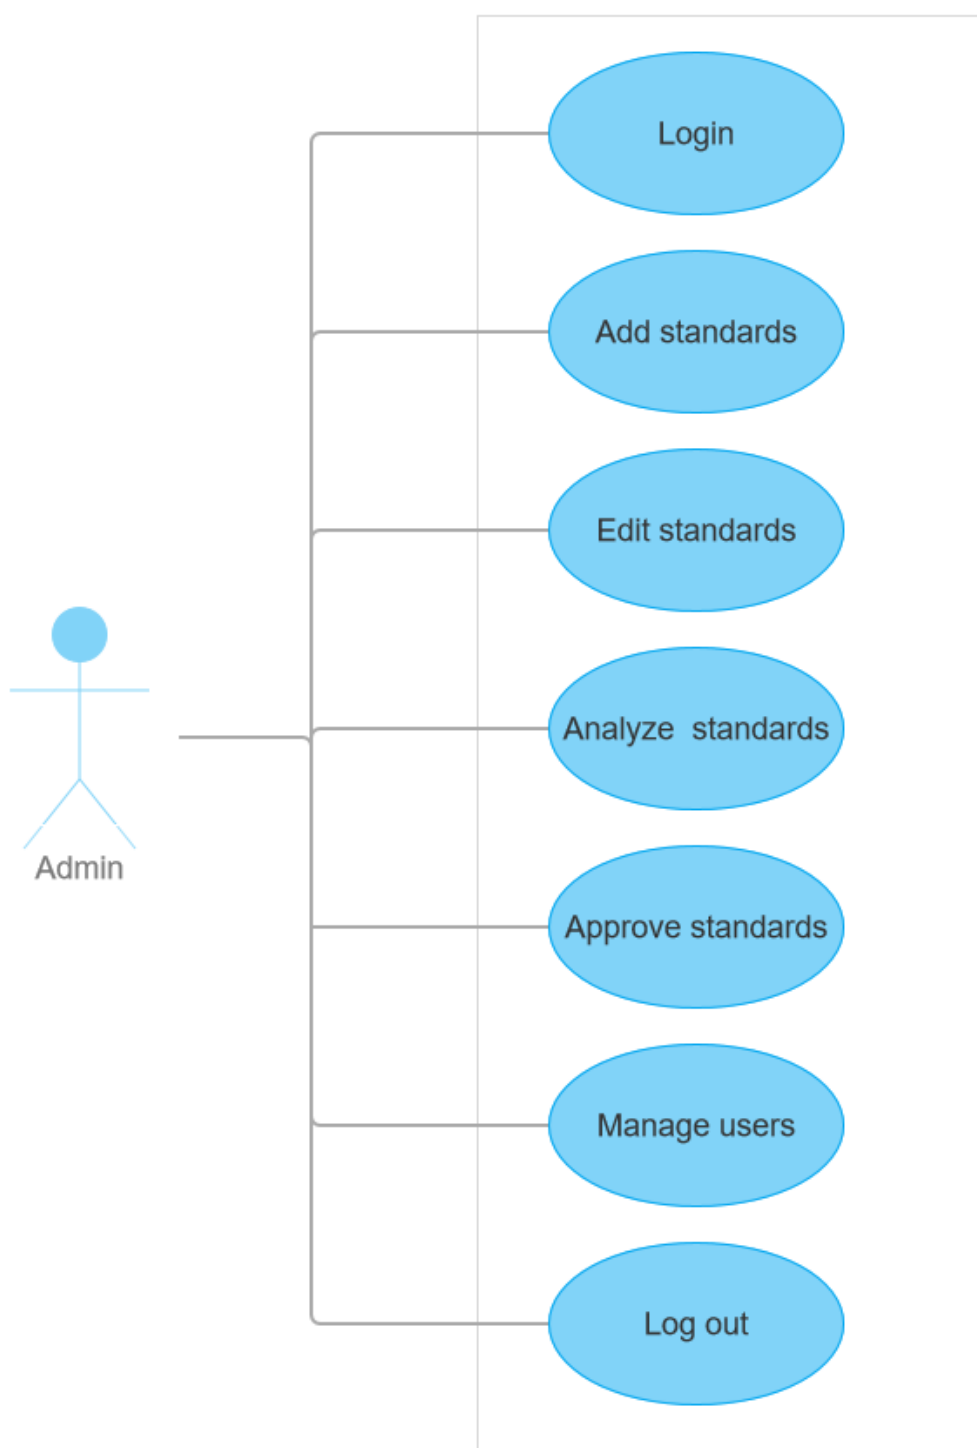 Login
Add standards
Edit standards
Analyze  standards
Admin
Approve standards
Manage users
Log out